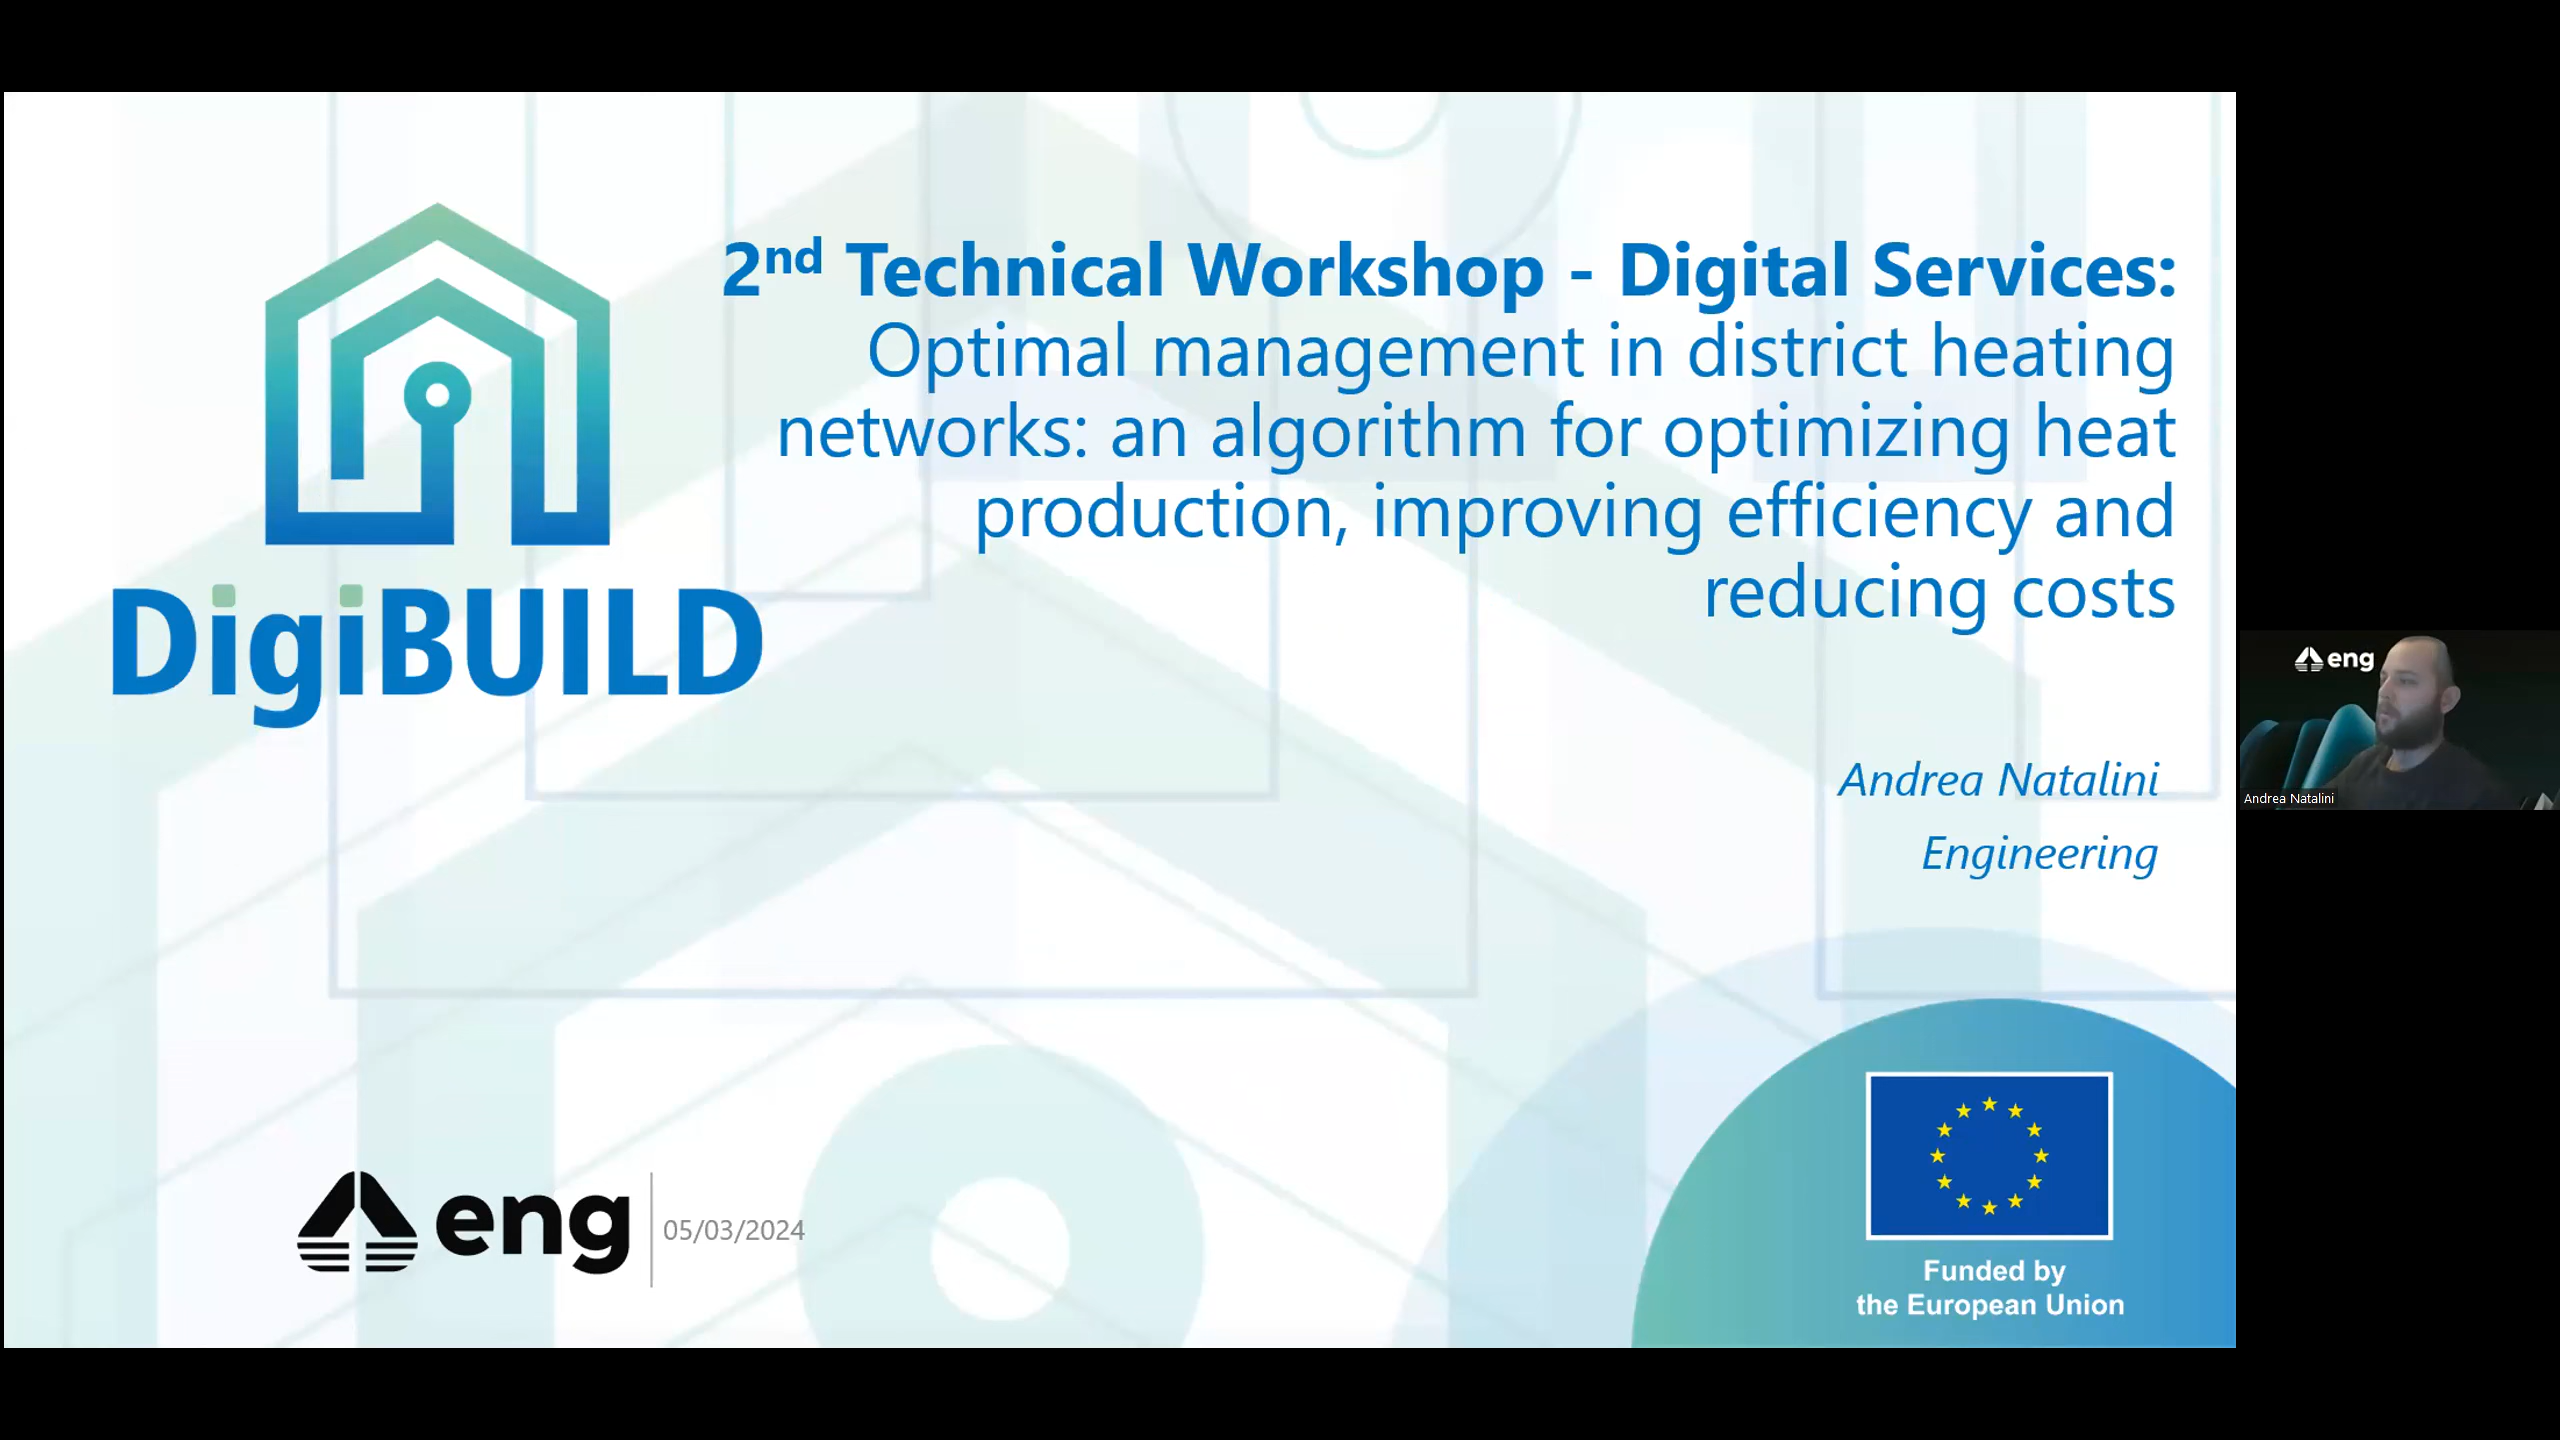 2nd Technical Workshop - Digital Services:
Optimal management in district heating
networks: an algorithm for optimizing heat
production, improving efficiency and
reducing costs
DigiBUILD
Andrea Natalini
Engineering
eng
05/03/2024
Funded by
the European Union
eng
Andrea Natalini